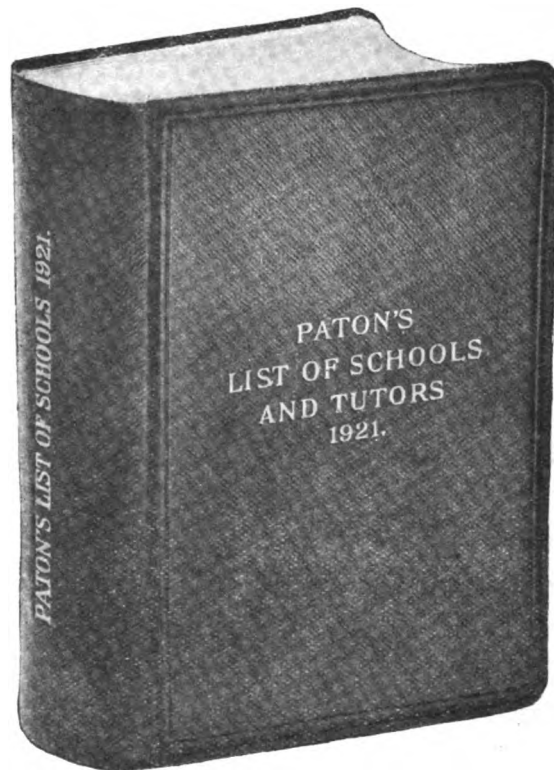 PATON'S LIST OF SCHOOLS 1921.
PATON'S
LIST OF SCHOOLS
AND TUTORS
1921.